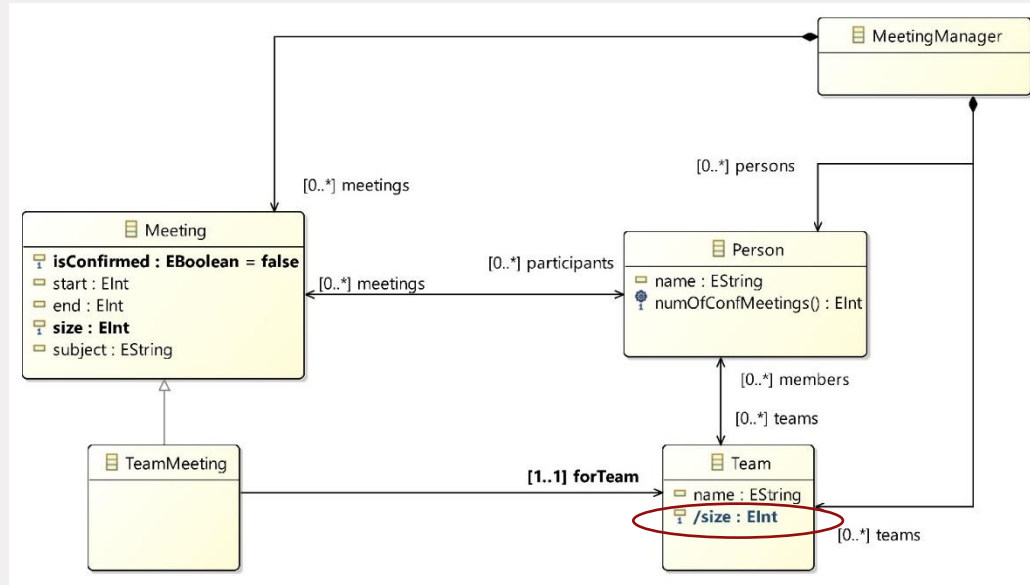 MeetingManager
[0..*] persons
[0..*] meetings
Meeting
isConfirmed : EBoolean = false
start : EInt
end : EInt
size : EInt
subject : EString
[0..*] participants
[0..*] meetings
Person
name : EString
numOfConfMeetings() : EInt
[0..*] members
[0..*] teams
TeamMeeting
[1..1] forTeam
Team
name : EString
/size : EInt
[0..*] teams